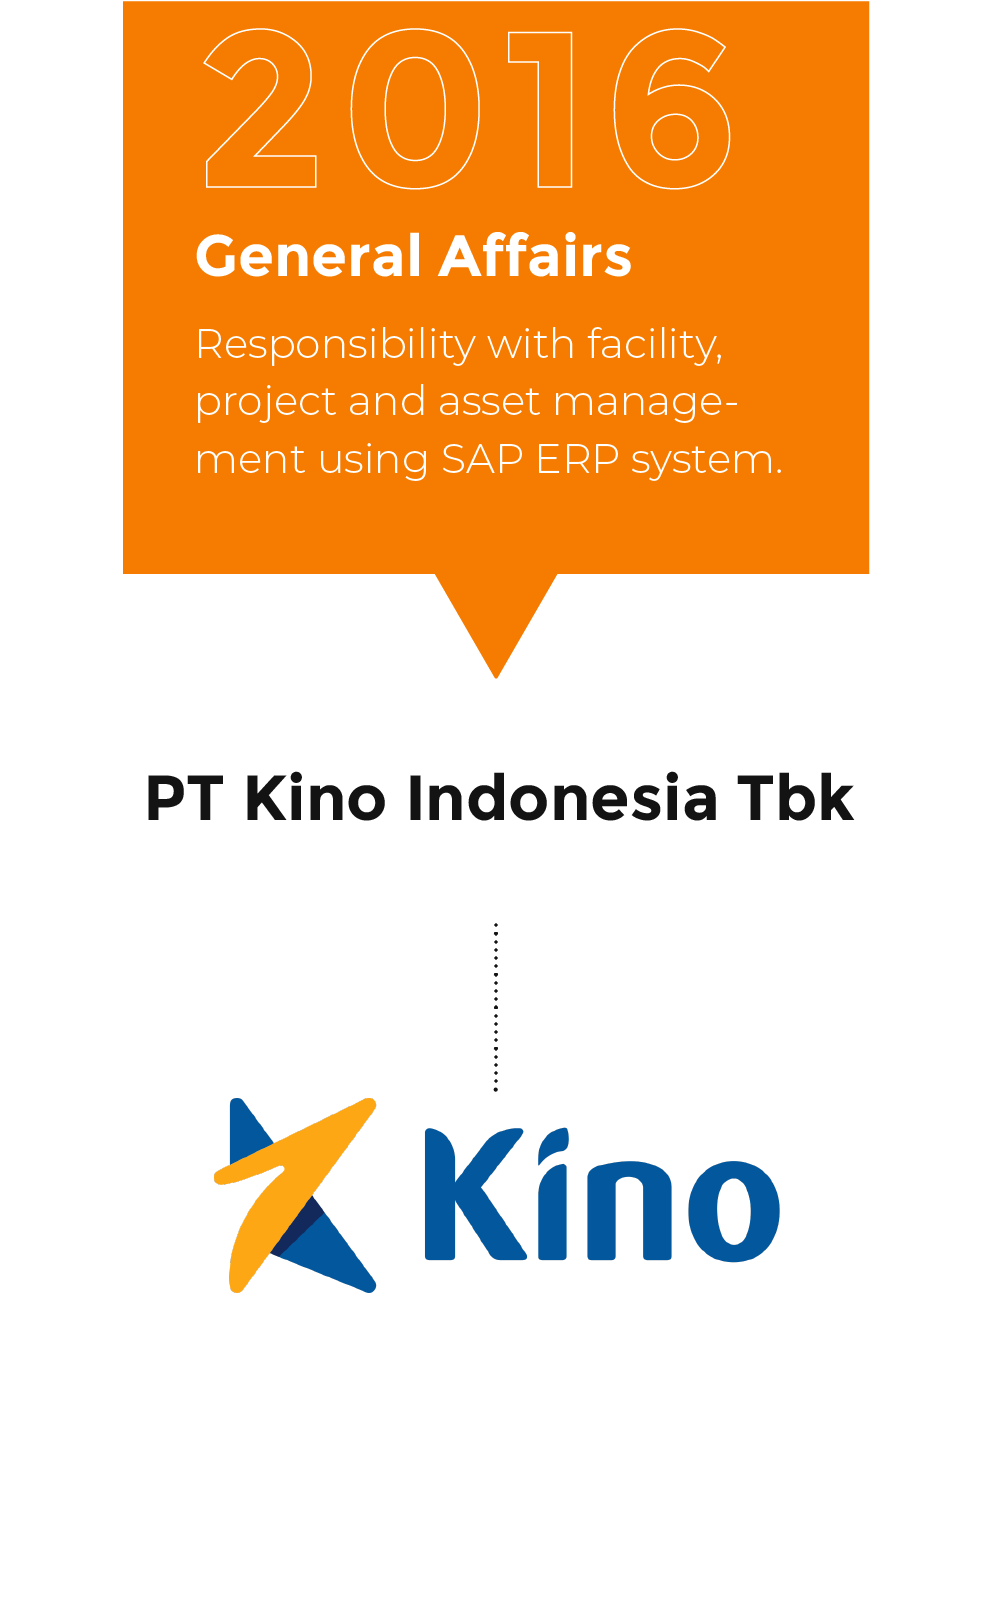 2016
General Affairs
Responsibility with facility,
project and asset manage-
ment using SAP ERP system.
PT Kino Indonesia Tbk
Kino